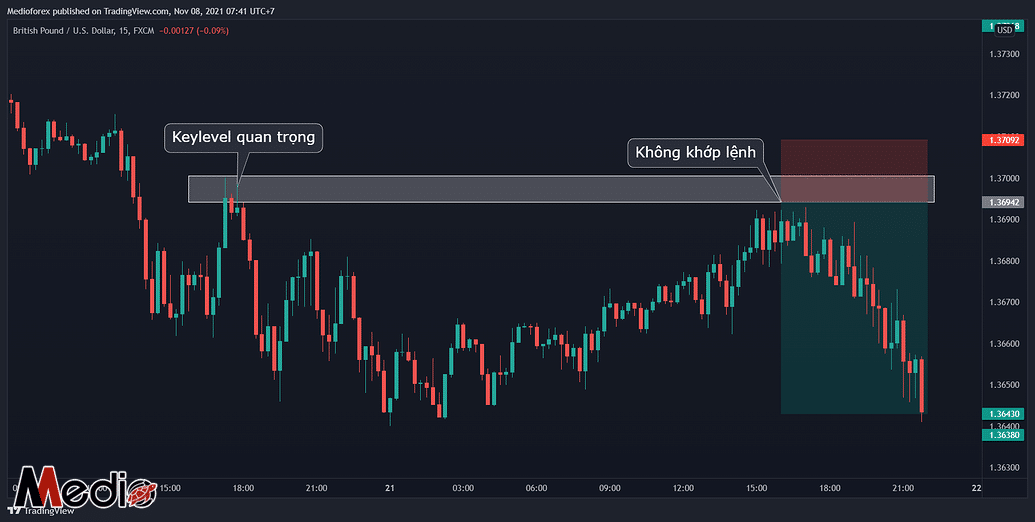 Medioforex published on TradingView.com, Nov 08, 2021 07:41 UTC+7
British Pound / U.S. Dollar, 15, FXCM −0.00127 (−0.09%)
USD
1.37300
1.37200
Keylevel quan trọng
Không khớp lệnh
1.37092
1.37000
1.36942
1.36900
1.36800
1.36700
1.36600
1.36500
1.36430
1.36400
1.36380
1.36300
15:00 18:00 21:00 21 03:00 06:00 09:00 12:00 15:00 18:00 21:00 22
Medio
TradingView